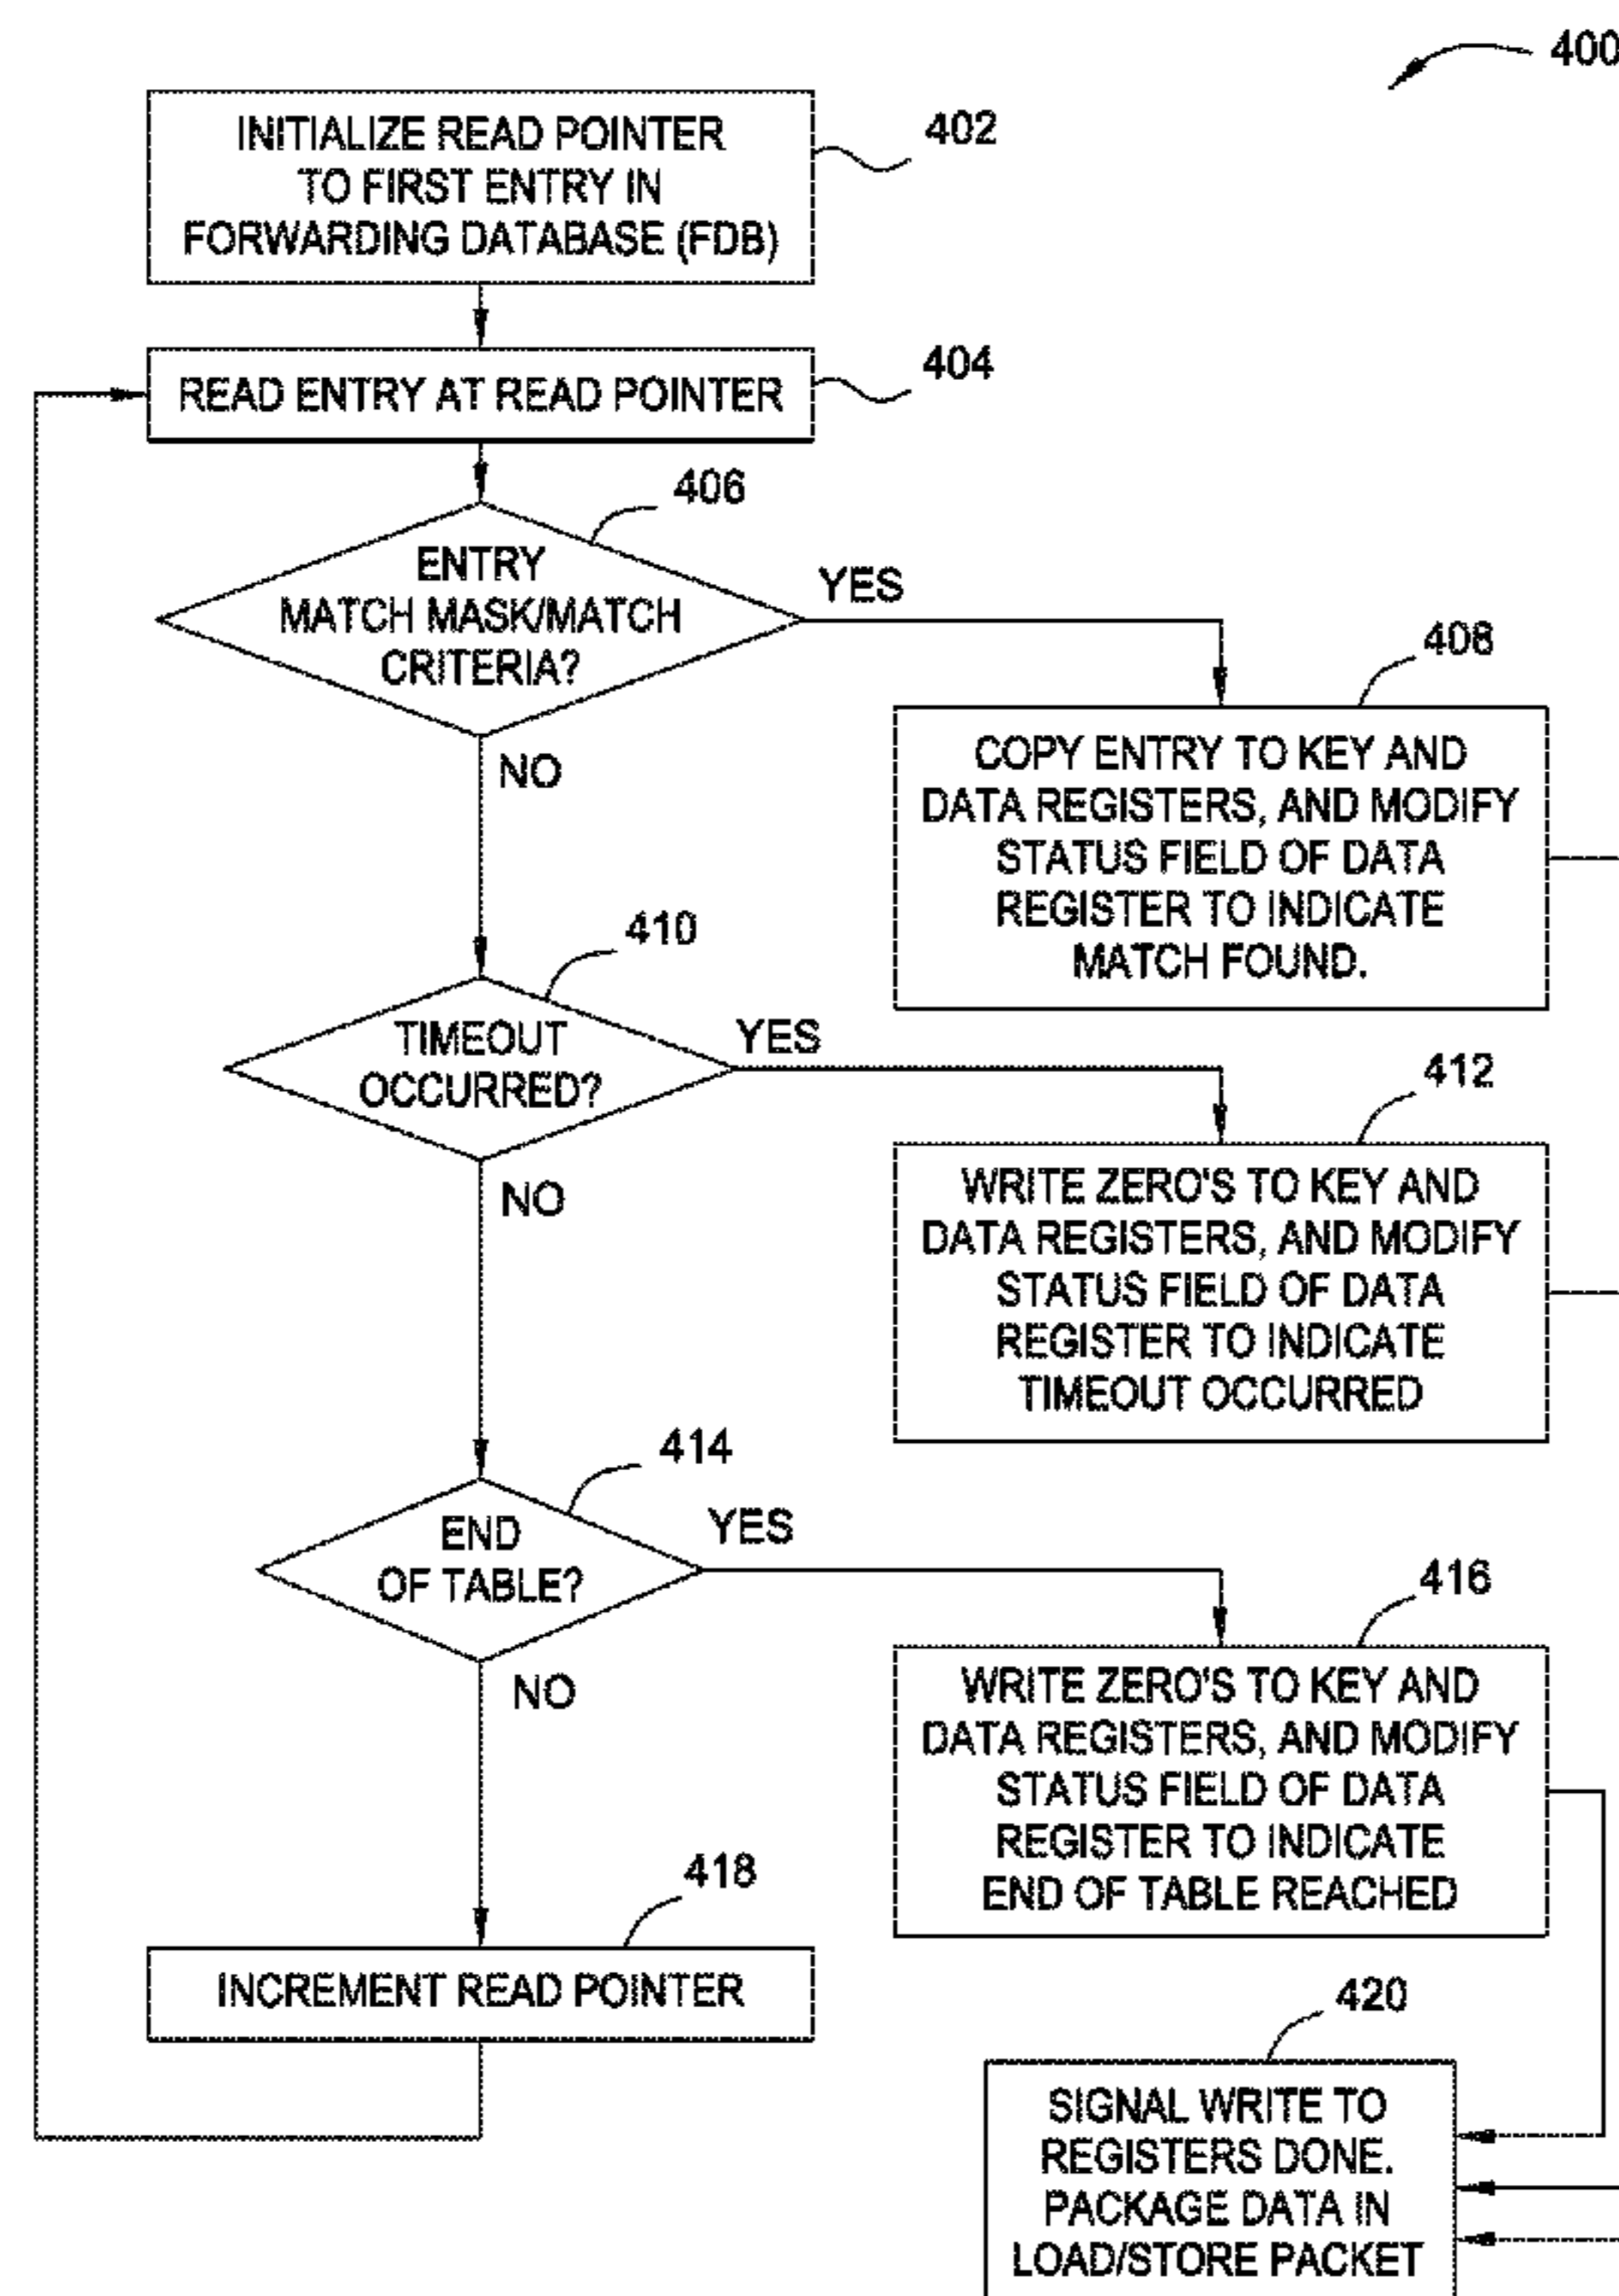 400
INITIALIZE READ POINTER
TO FIRST ENTRY IN
FORWARDING DATABASE (FDB)
402
READ ENTRY AT READ POINTER
404
406
ENTRY
MATCH MASK/MATCH
CRITERIA?
YES
NO
408
COPY ENTRY TO KEY AND
DATA REGISTERS, AND MODIFY
STATUS FIELD OF DATA
REGISTER TO INDICATE
MATCH FOUND.
410
TIMEOUT
OCCURRED?
YES
NO
412
WRITE ZERO'S TO KEY AND
DATA REGISTERS, AND MODIFY
STATUS FIELD OF DATA
REGISTER TO INDICATE
TIMEOUT OCCURRED
414
END
OF TABLE?
YES
NO
416
WRITE ZERO'S TO KEY AND
DATA REGISTERS, AND MODIFY
STATUS FIELD OF DATA
REGISTER TO INDICATE
END OF TABLE REACHED
418
INCREMENT READ POINTER
420
SIGNAL WRITE TO
REGISTERS DONE.
PACKAGE DATA IN
LOAD/STORE PACKET